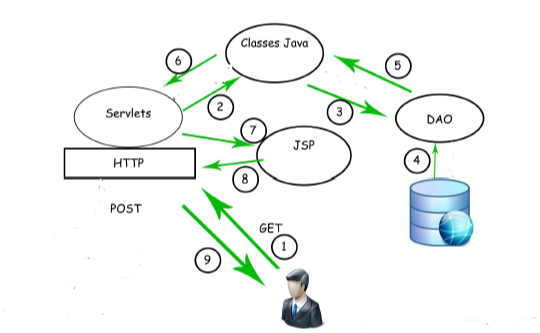 Classes Java
6
5
2
3
Servlets
DAO
7
JSP
4
HTTP
8
POST
GET
1
9